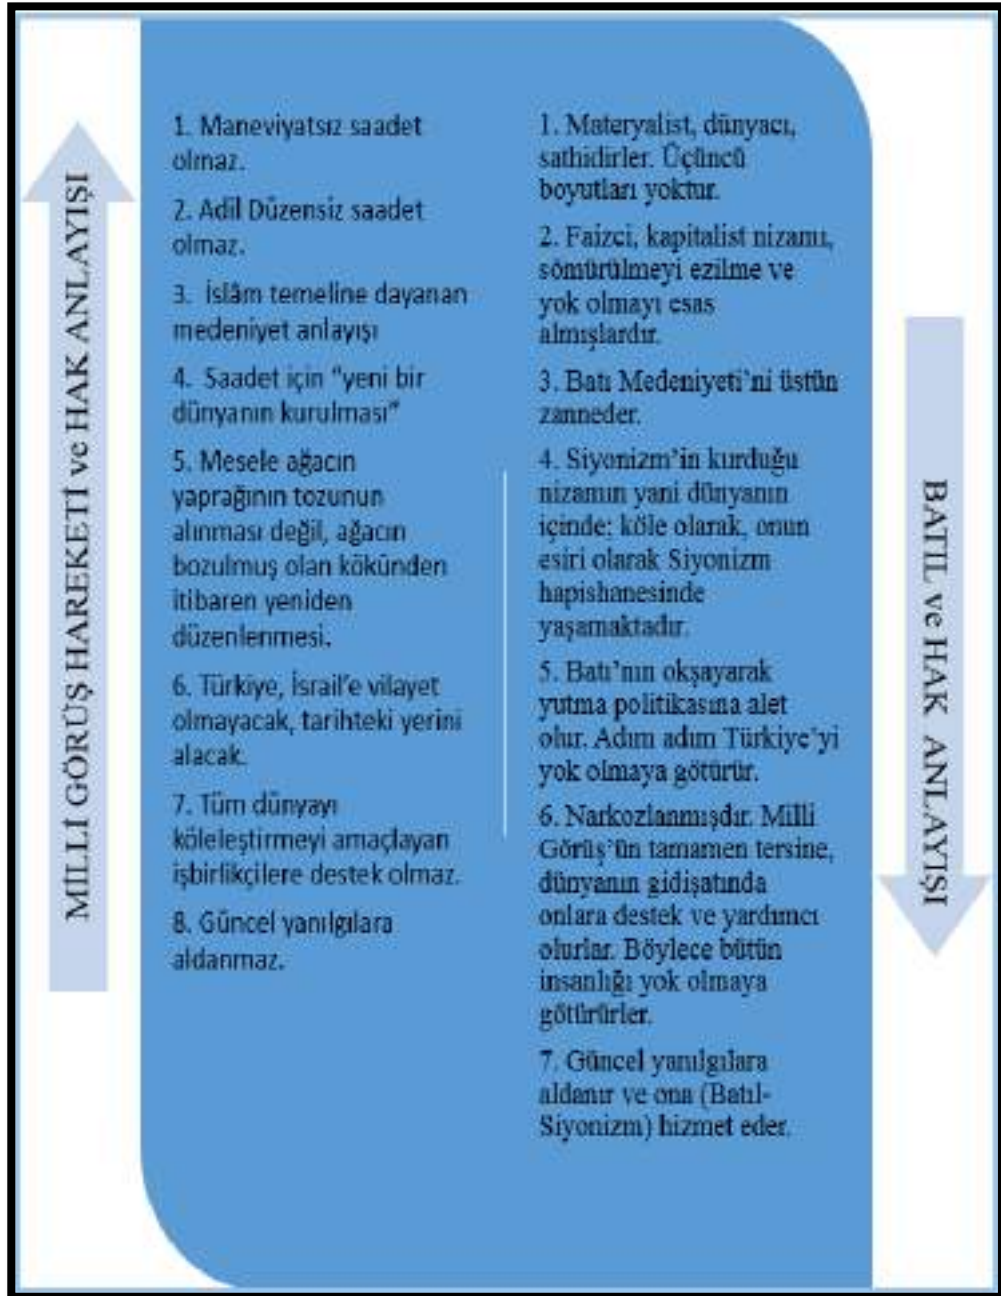 MİLLİ GÖRÜŞ HAREKETİ ve HAK ANLAYIŞI
1. Maneviyatsız saadet
olmaz.
2. Adil Düzensiz saadet
olmaz.
3. İslâm temeline dayanan
medeniyet anlayışı
4. Saadet için "yeni bir
dünyanın kurulması"
5. Mesele ağacın
yaprağının tozunun
alınması değil, ağacın
bozulmuş olan kökünden
itibaren yeniden
düzenlenmesi.
6. Türkiye, İsrail'e vilayet
olmayacak, tarihteki yerini
alacak.
7. Tüm dünyayı
köleleştirmeyi amaçlayan
işbirlikçilere destek olmaz.
8. Güncel yanılgılara
aldanmaz.
1. Materyalist, dünyacı,
sathidirler. Üçüncü
boyutları yoktur.
2. Faizci, kapitalist nizamı,
sömürülmeyi ezilme ve
yok olmayı esas
almışlardır.
3. Batı Medeniyeti'ni üstün
zanneder.
4. Siyonizm'in kurduğu
nizamın yani dünyanın
içinde; köle olarak, onun
esiri olarak Siyonizm
hapishanesinde
yaşamaktadır.
5. Batı'nın okşayarak
yutma politikasına alet
olur. Adım adım Türkiye'yi
yok olmaya götürür.
6. Narkozlanmışdır. Milli
Görüş'ün tamamen tersine,
dünyanın gidişatında
onlara destek ve yardımcı
olurlar. Böylece bütün
insanlığı yok olmaya
götürürler.
7. Güncel yanılgılara
aldanır ve ona (Batıl-
Siyonizm) hizmet eder.
BATIL ve HAK ANLAYIŞI